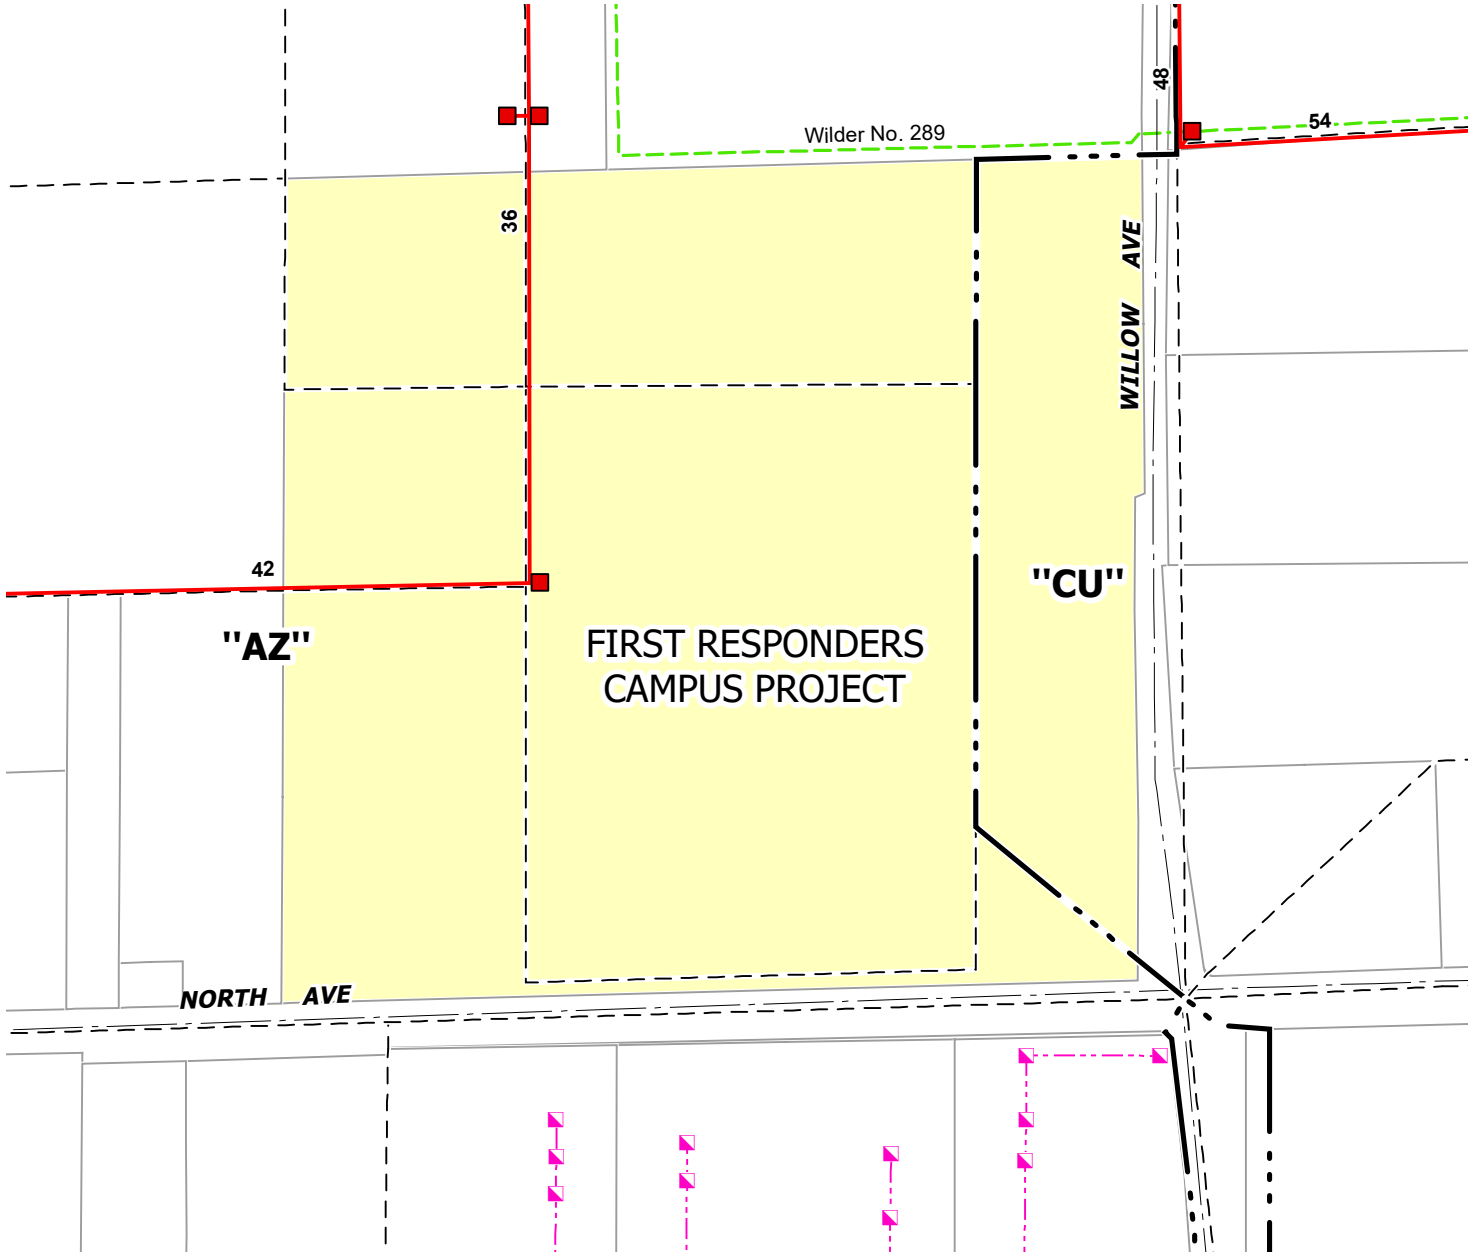 48
54
Wilder No. 289
36
WILLOW AVE
42
"CU"
"AZ"
FIRST RESPONDERS
CAMPUS PROJECT
NORTH AVE